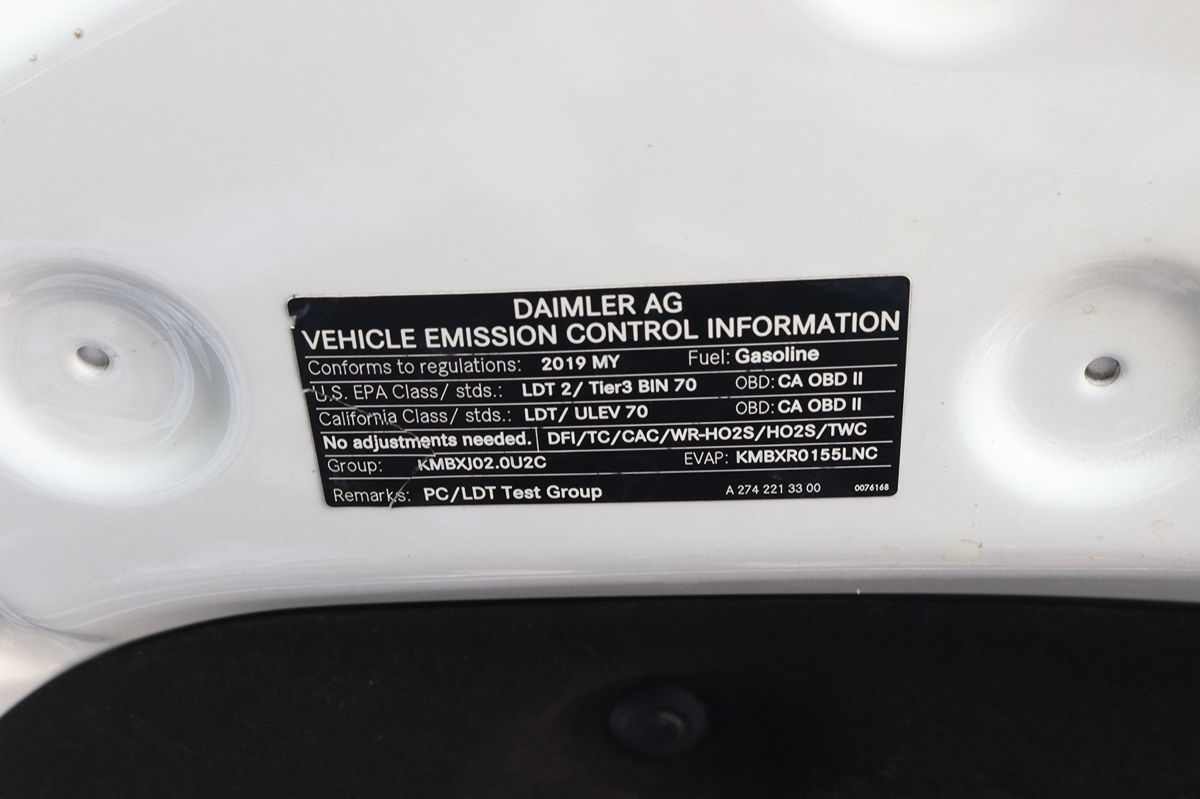 DAIMLER AG
VEHICLE EMISSION CONTROL INFORMATION
Conforms to regulations: 2019 MY Fuel: Gasoline
U.S. EPA Class/ stds.: LDT 2/ Tier3 BIN 70 OBD: CA OBD II
California Class/ stds.: LDT/ ULEV 70 OBD: CA OBD II
No adjustments needed. DFI/TC/CAC/WR-HO2S/HO2S/TWC
Group: KMBXJ02.0U2C EVAP: KMBXR0155LNC
Remarks: PC/LDT Test Group A 274 221 33 00 0076168